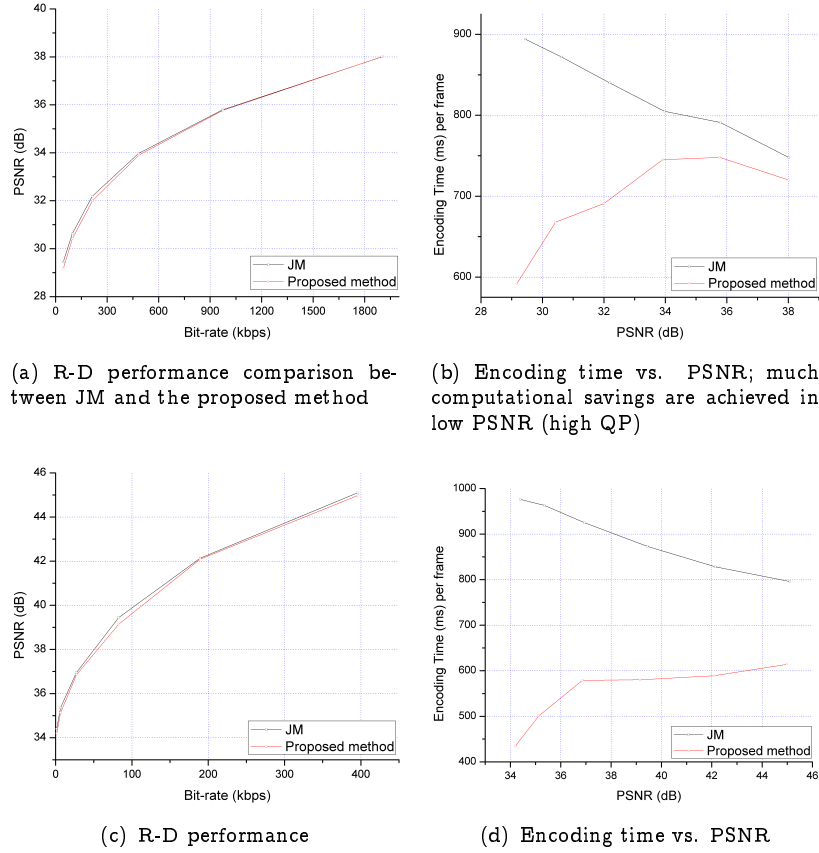 40
38
36
34
32
30
28
0 300 600 900 1200 1500 1800
PSNR (dB)
Bit-rate (kbps)
JM
Proposed method
900
800
700
600
28 30 32 34 36 38
Encoding Time (ms) per frame
PSNR (dB)
JM
Proposed method
(a) R-D performance comparison be-
tween JM and the proposed method
(b) Encoding time vs. PSNR; much
computational savings are achieved in
low PSNR (high QP)
46
44
42
40
38
36
34
0 100 200 300 400
PSNR (dB)
Bit-rate (kbps)
JM
Proposed method
1000
900
800
700
600
500
400
34 36 38 40 42 44 46
Encoding Time (ms) per frame
PSNR (dB)
JM
Proposed method
(c) R-D performance
(d) Encoding time vs. PSNR